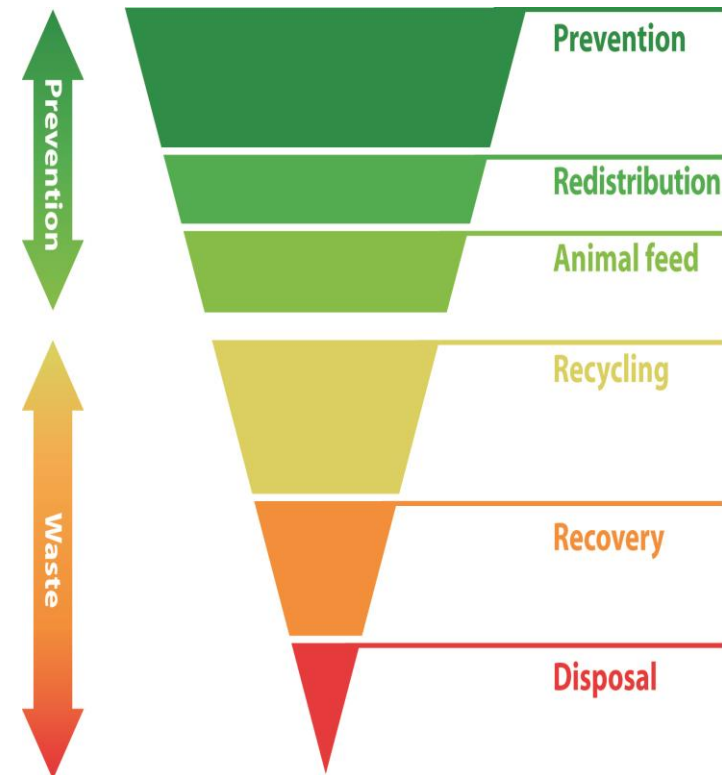 Prevention
Prevention
Redistribution
Animal feed
Waste
Recycling
Recovery
Disposal